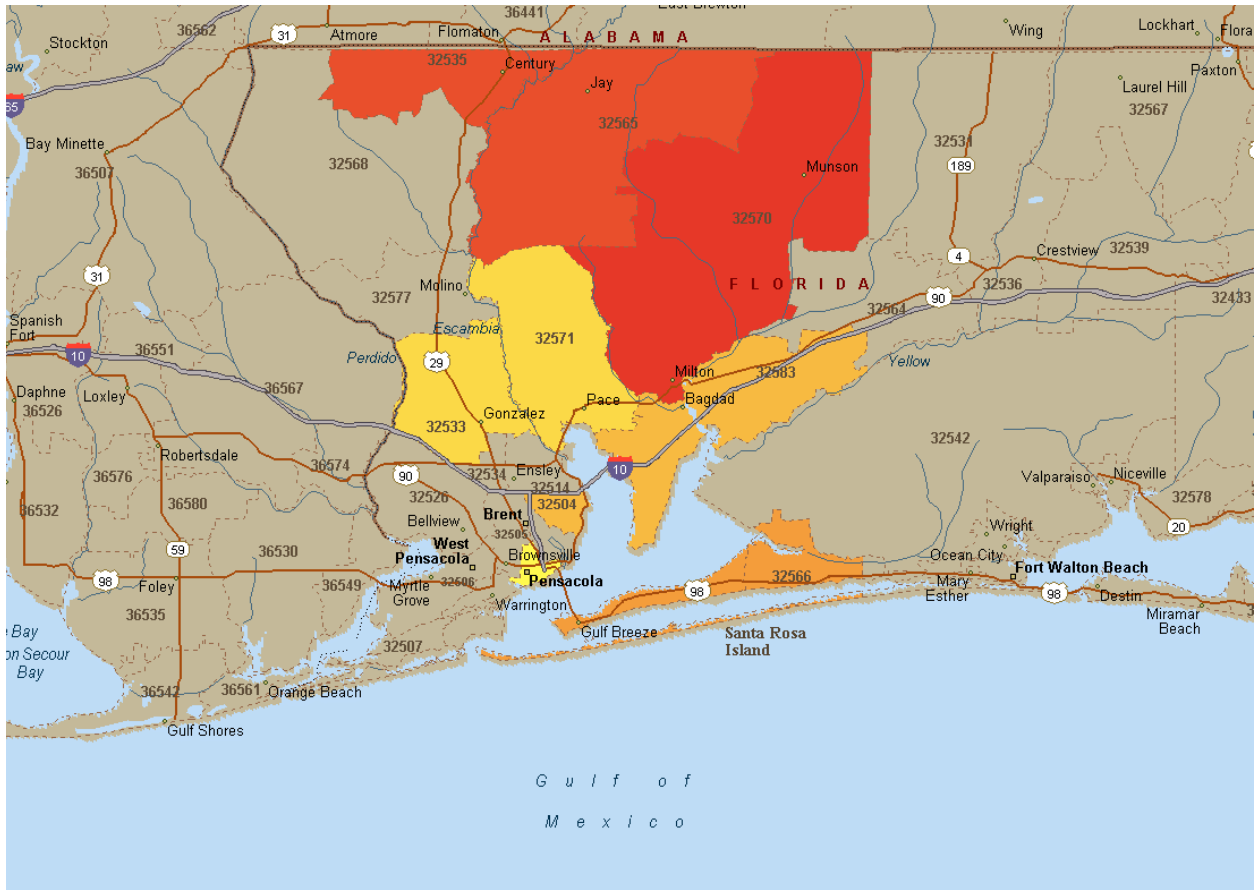 36441
East Brewton
36562
31
Atmore
Flomaton
A L A B A M A
Wing
Lockhart
Stockton
32535
Century
Paxton
65
Jay
Laurel Hill
32567
32565
Bay Minette
32568
32531
36507
189
Munson
32570
31
4
Crestview
32539
F L O R I D A
32577
Molino
32564
90
32536
32433
Spanish
Fort
Escambia
32571
10
36551
Perdido
29
Yellow
36567
Milton
32583
Daphne
36526
Loxley
Pace
Bagdad
Gonzalez
32533
Robertsdale
36574
32542
36576
90
32534
Ensley
10
Valparaiso
Niceville
36580
32526
32514
32504
32578
36532
Bellview
Brent
32505
20
59
36530
West
Pensacola
Brownsville
Wright
Ocean City
98
Foley
36549
Myrtle
Grove
32506
Pensacola
32566
Fort Walton Beach
98
Mary
Esther
98
Destin
36535
Warrington
Miramar
Beach
Gulf Breeze
Bay
on Secour
Bay
32507
Santa Rosa
Island
36542
36561
Orange Beach
Gulf Shores
Gulf of
Mexico